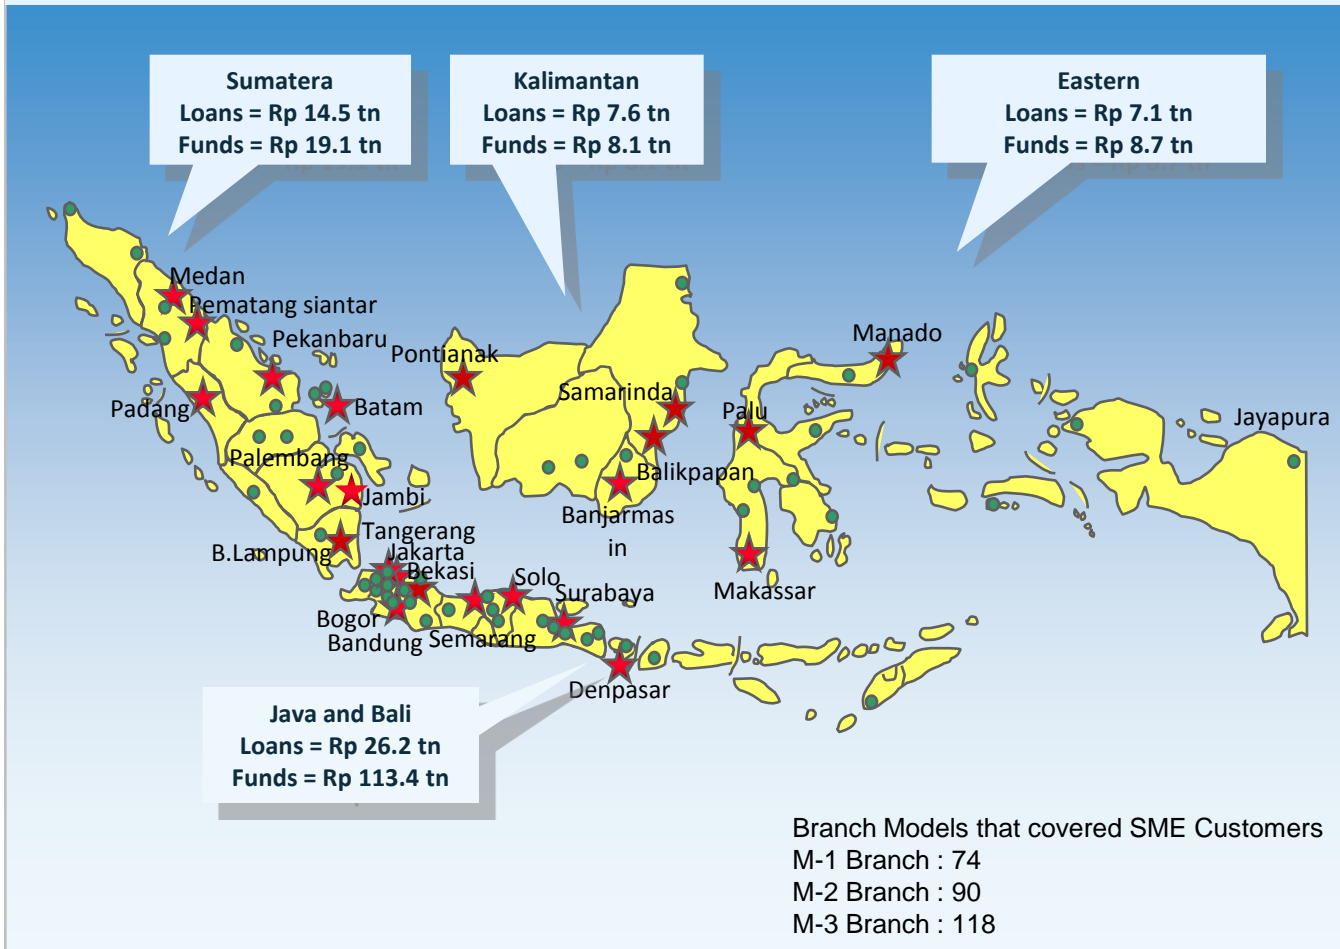 Sumatera
Loans = Rp 14.5 tn
Funds = Rp 19.1 tn
Kalimantan
Loans = Rp 7.6 tn
Funds = Rp 8.1 tn
Eastern
Loans = Rp 7.1 tn
Funds = Rp 8.7 tn
Medan
Pematang siantar
Pekanbaru
Padang
Batam
Palembang
Jambi
B.Lampung
Pontianak
Samarinda
Balikpapan
Banjarmas
in
Manado
Palu
Makassar
Jayapura
Tangerang
Jakarta
Bekasi
Bogor
Bandung
Semarang
Solo
Surabaya
Denpasar
Java and Bali
Loans = Rp 26.2 tn
Funds = Rp 113.4 tn
Branch Models that covered SME Customers
M-1 Branch : 74
M-2 Branch : 90
M-3 Branch : 118